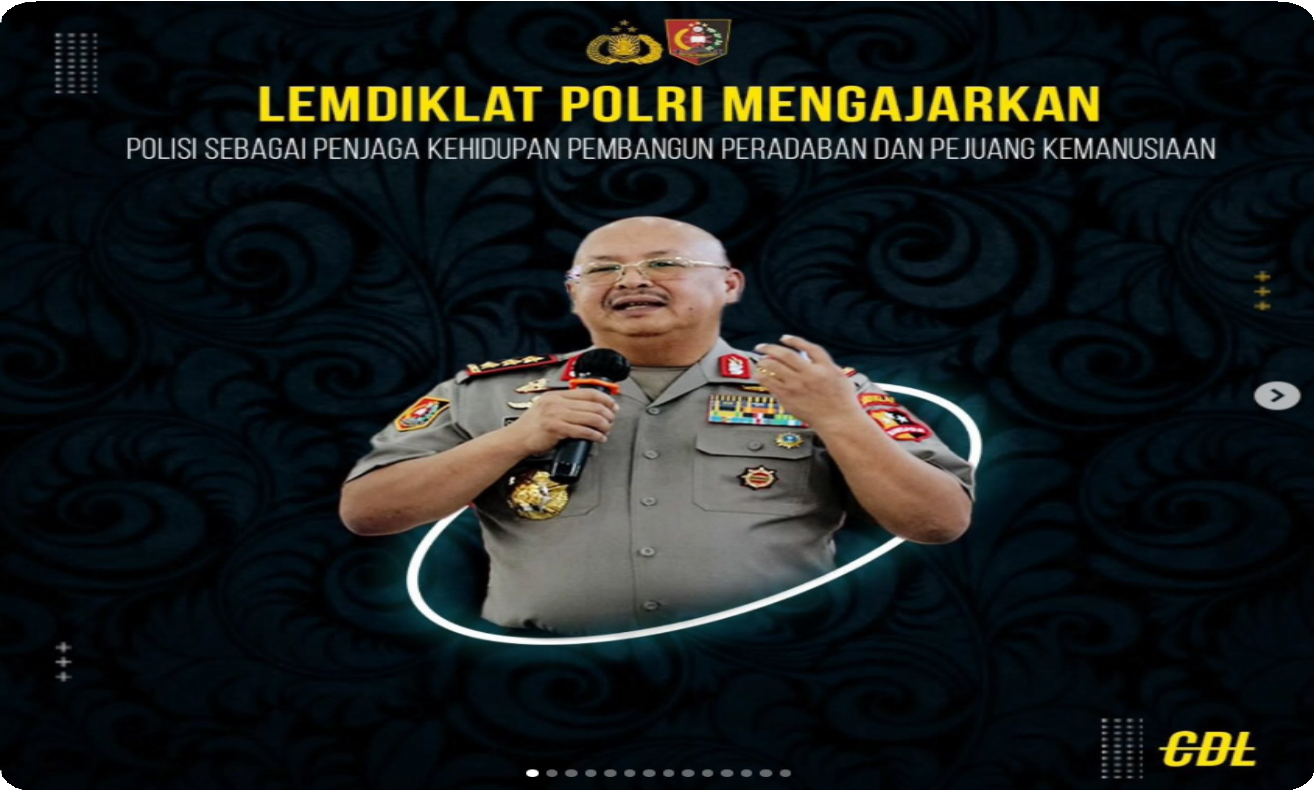 LEMDIKLAT POLRI MENGAJARKAN
POLISI SEBAGAI PENJAGA KEHIDUPAN PEMBANGUN PERADABAN DAN PEJUANG KEMANUSIAAN
CDL